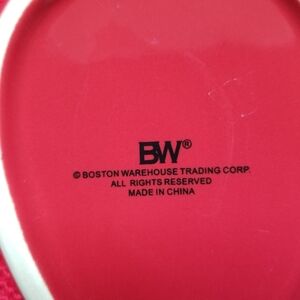 BW®
© BOSTON WAREHOUSE TRADING CORP.
ALL RIGHTS RESERVED
MADE IN CHINA